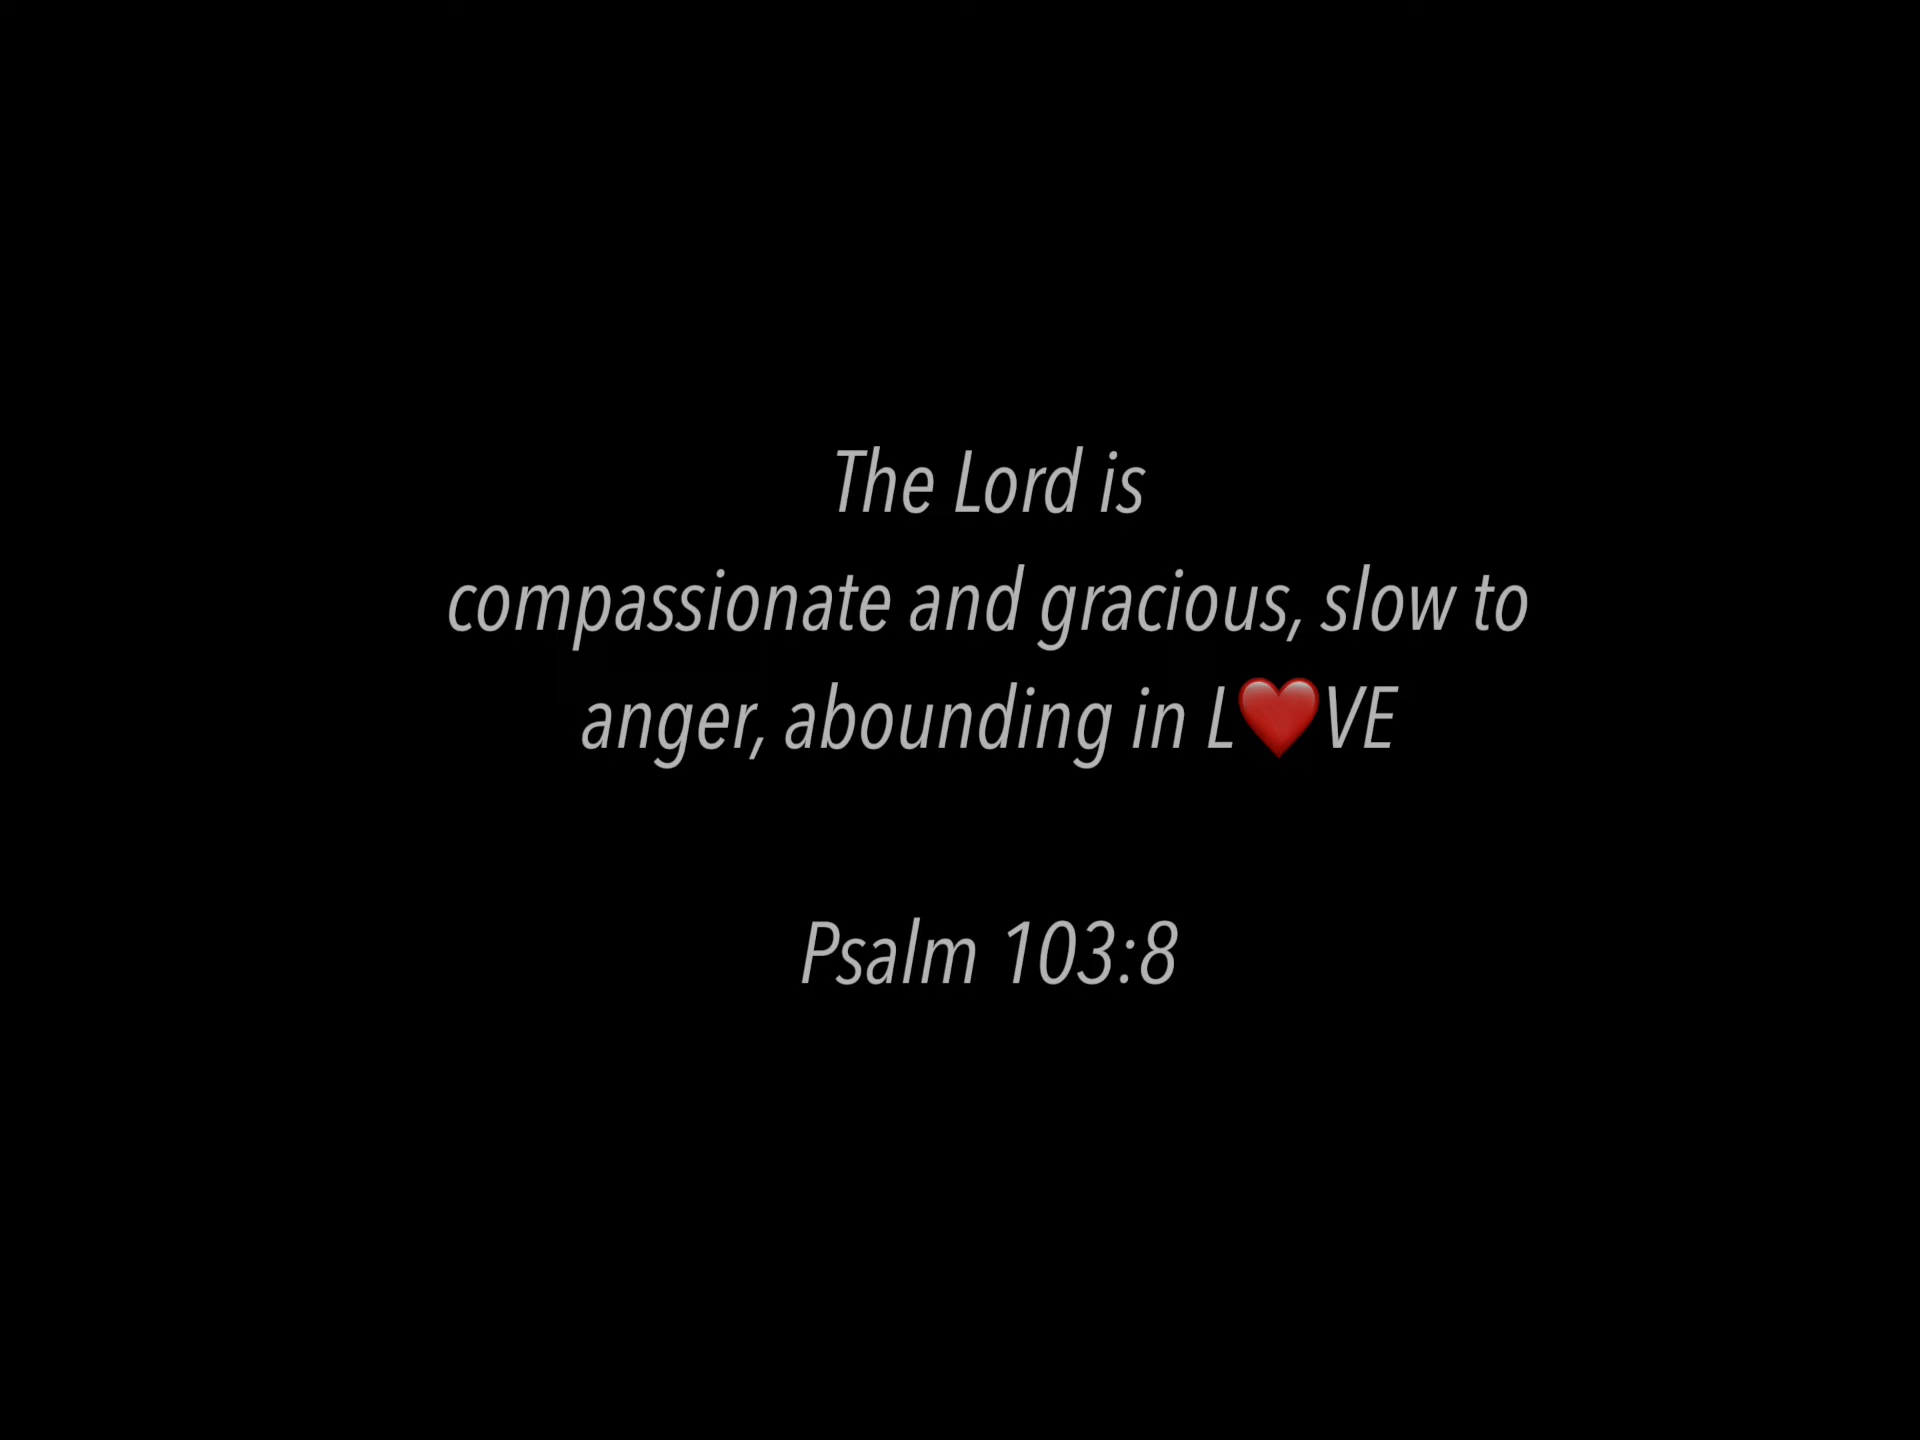 The Lord is
compassionate and gracious, slow to
anger, abounding in L❤️VE
Psalm 103:8